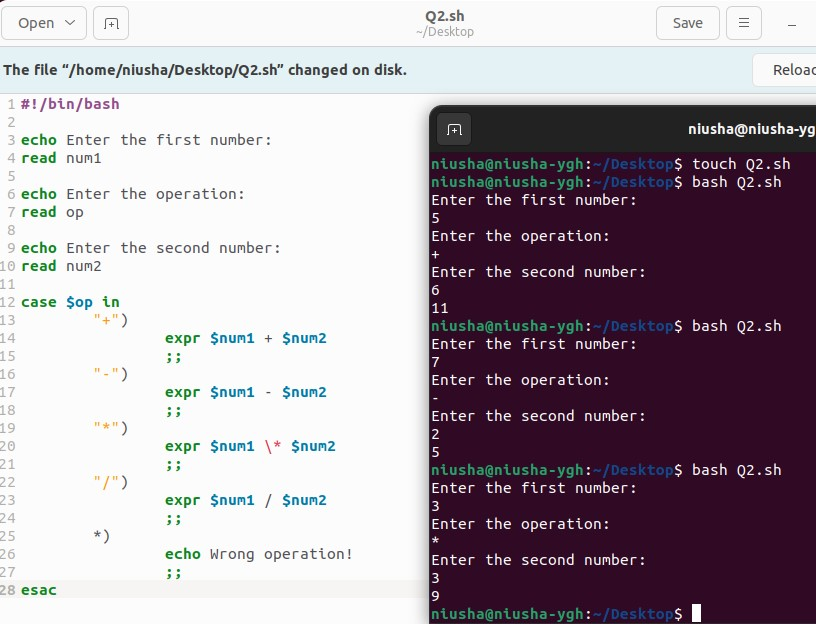 Open
Q2.sh
~/Desktop
Save
The file “/home/niusha/Desktop/Q2.sh” changed on disk.
Reload
1 #!/bin/bash
2
3 echo Enter the first number:
4 read num1
5
6 echo Enter the operation:
7 read op
8
9 echo Enter the second number:
10 read num2
11
12 case $op in
13 "+")
14 expr $num1 + $num2
15 ;;
16 "-")
17 expr $num1 - $num2
18 ;;
19 "*")
20 expr $num1 \* $num2
21 ;;
22 "/")
23 expr $num1 / $num2
24 ;;
25 *)
26 echo Wrong operation!
27 ;;
28 esac
niusha@niusha-yg
niusha@niusha-ygh:~/Desktop$ touch Q2.sh
niusha@niusha-ygh:~/Desktop$ bash Q2.sh
Enter the first number:
5
Enter the operation:
+
Enter the second number:
6
11
niusha@niusha-ygh:~/Desktop$ bash Q2.sh
Enter the first number:
7
Enter the operation:
-
Enter the second number:
2
5
niusha@niusha-ygh:~/Desktop$ bash Q2.sh
Enter the first number:
3
Enter the operation:
*
Enter the second number:
3
9
niusha@niusha-ygh:~/Desktop$